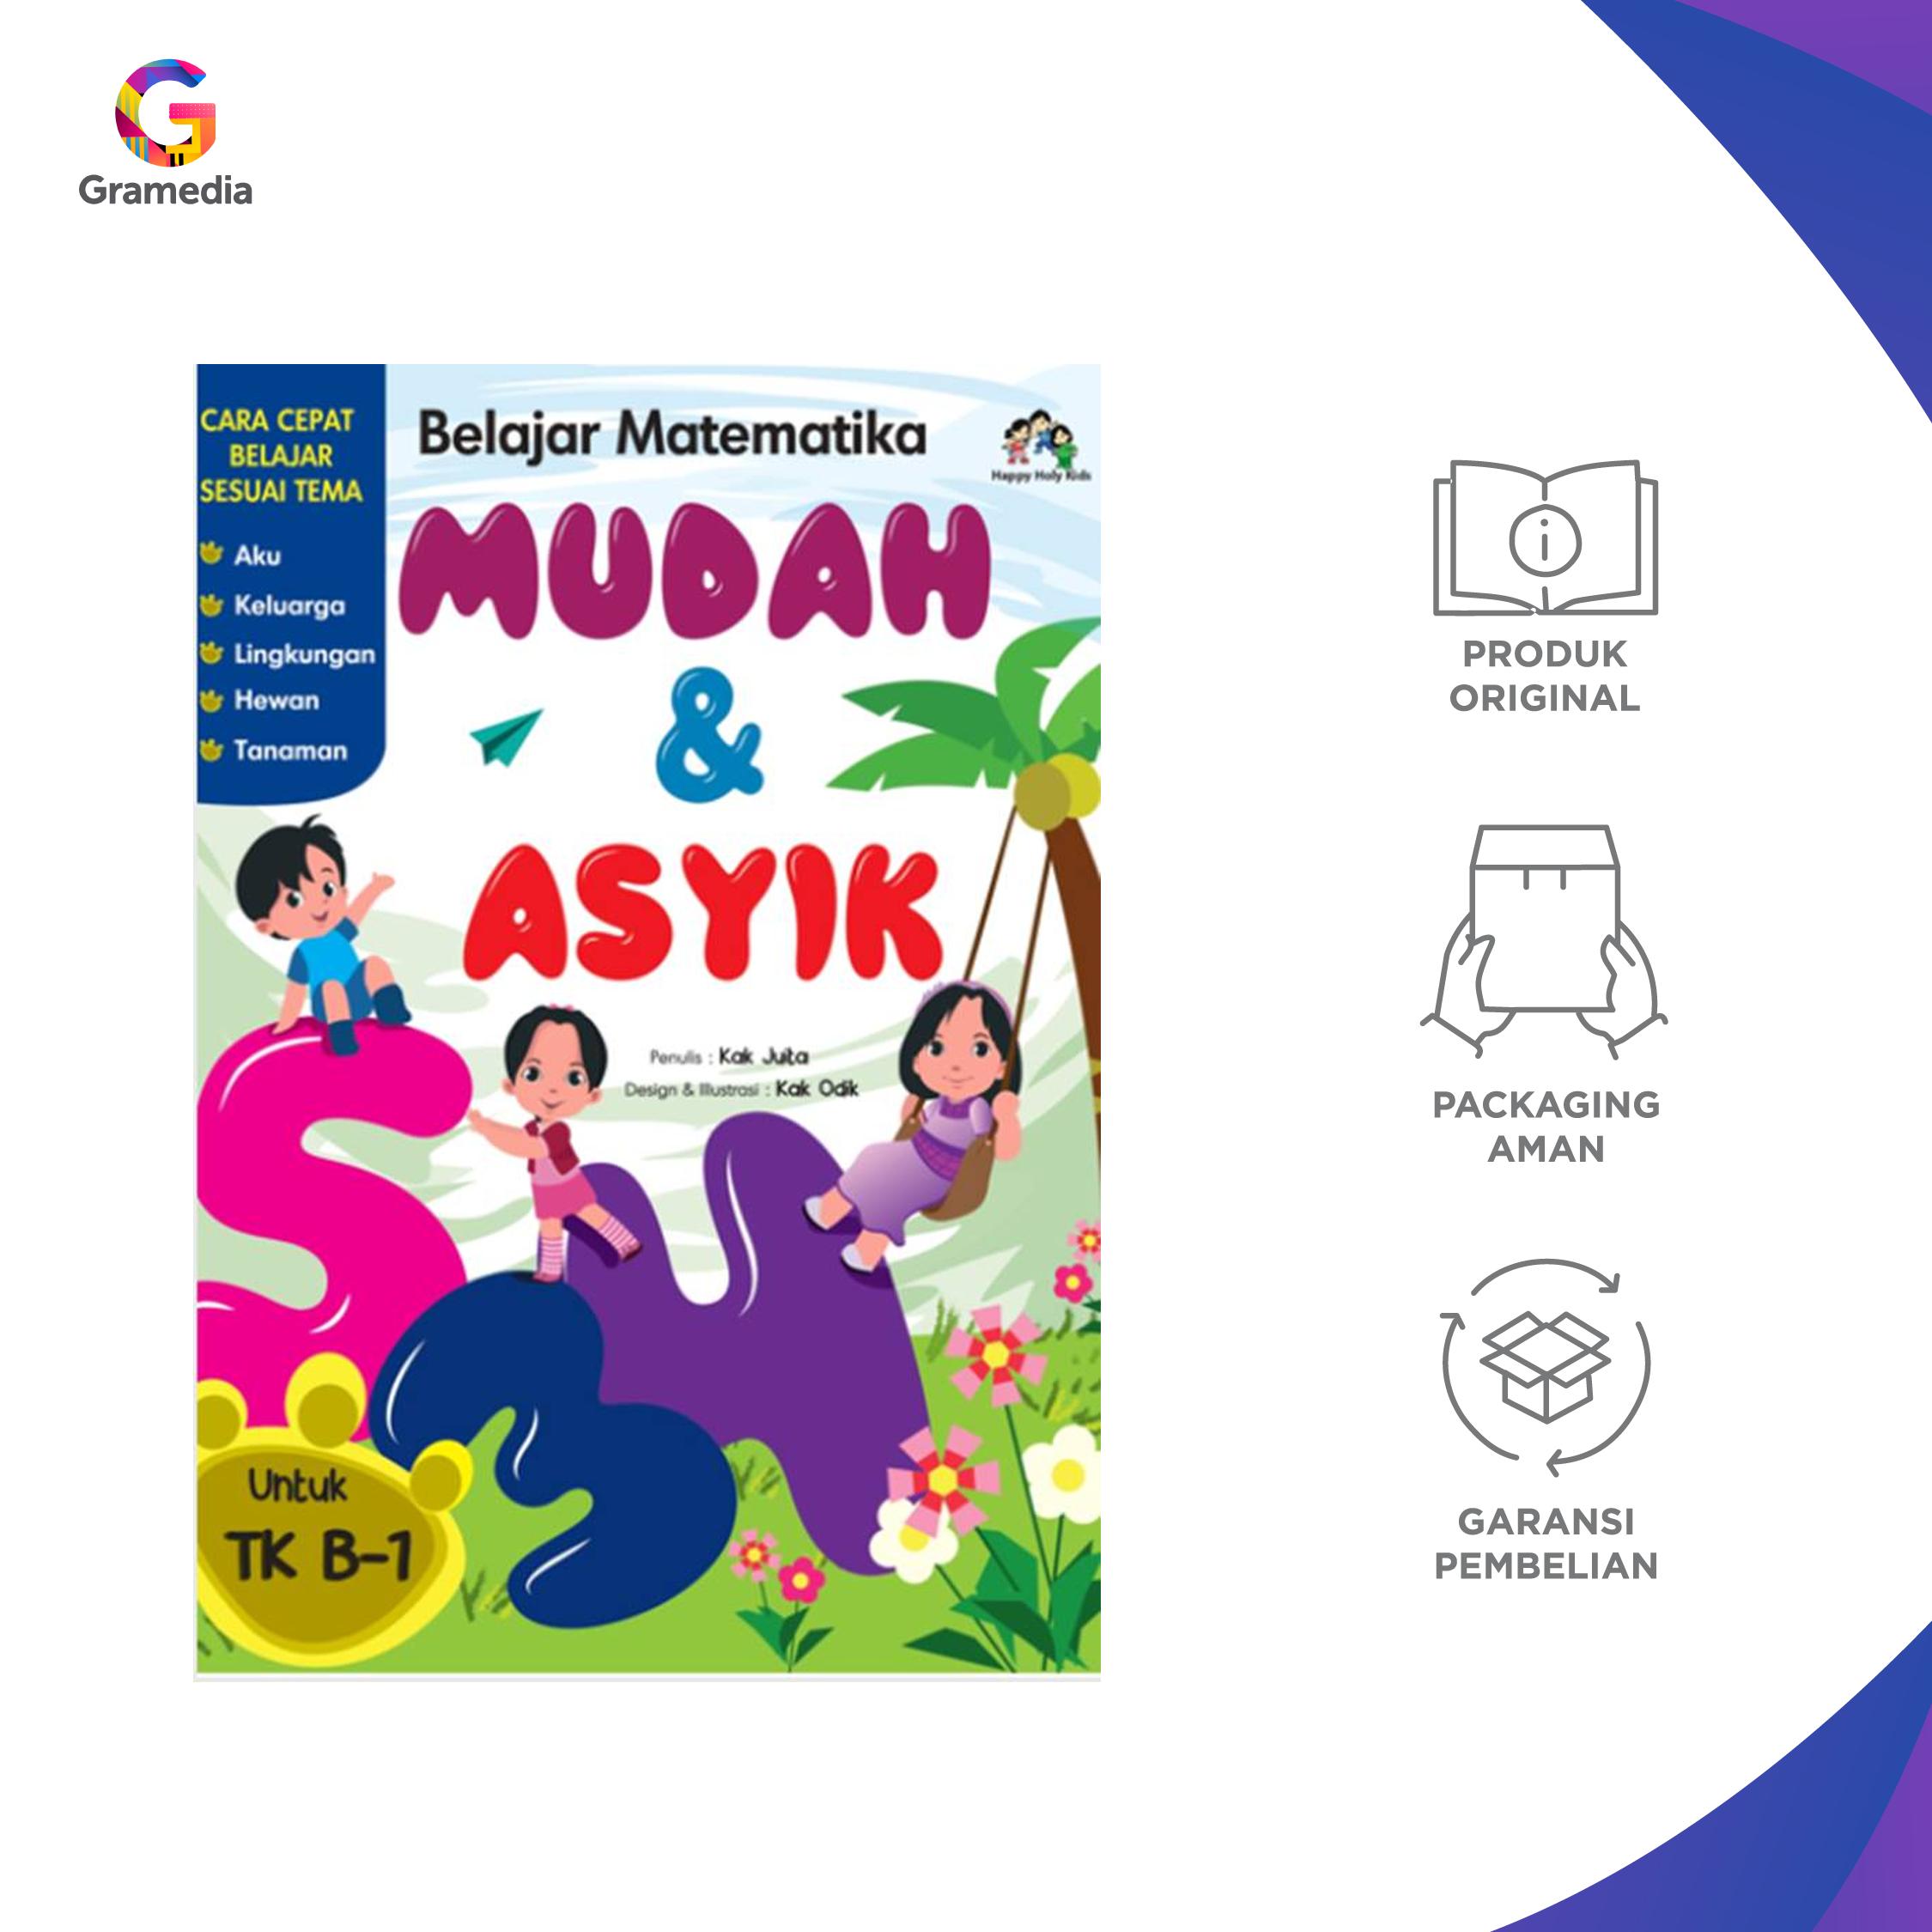 Gramedia
CARA CEPAT
BELAJAR
SESUAI TEMA
Aku
Keluarga
Lingkungan
Hewan
Tanaman
Belajar Matematika
Happy Holy Kids
MUDAH
&
ASYIK
Penulis : Kak Juita
Design & Illustrasi : Kak Odik
Untuk
TK B-1
PRODUK
ORIGINAL
PACKAGING
AMAN
GARANSI
PEMBELIAN